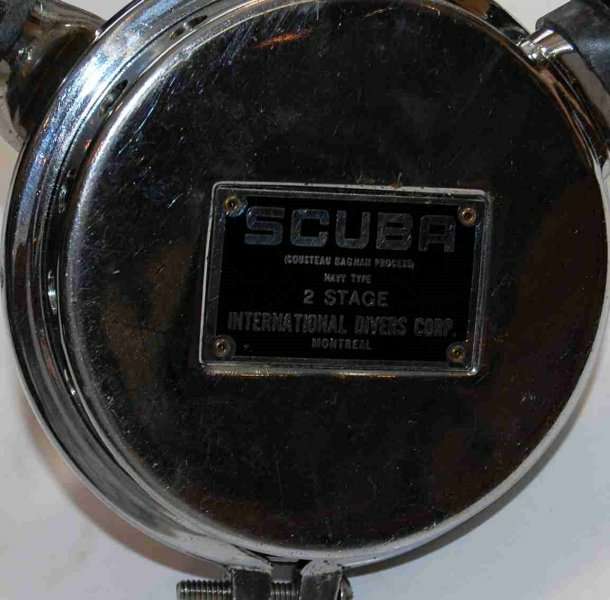 SCUBA
(COUSTEAU GAGNAN PROCESS)
NAVY TYPE
2 STAGE
INTERNATIONAL DIVERS CORP.
MONTREAL